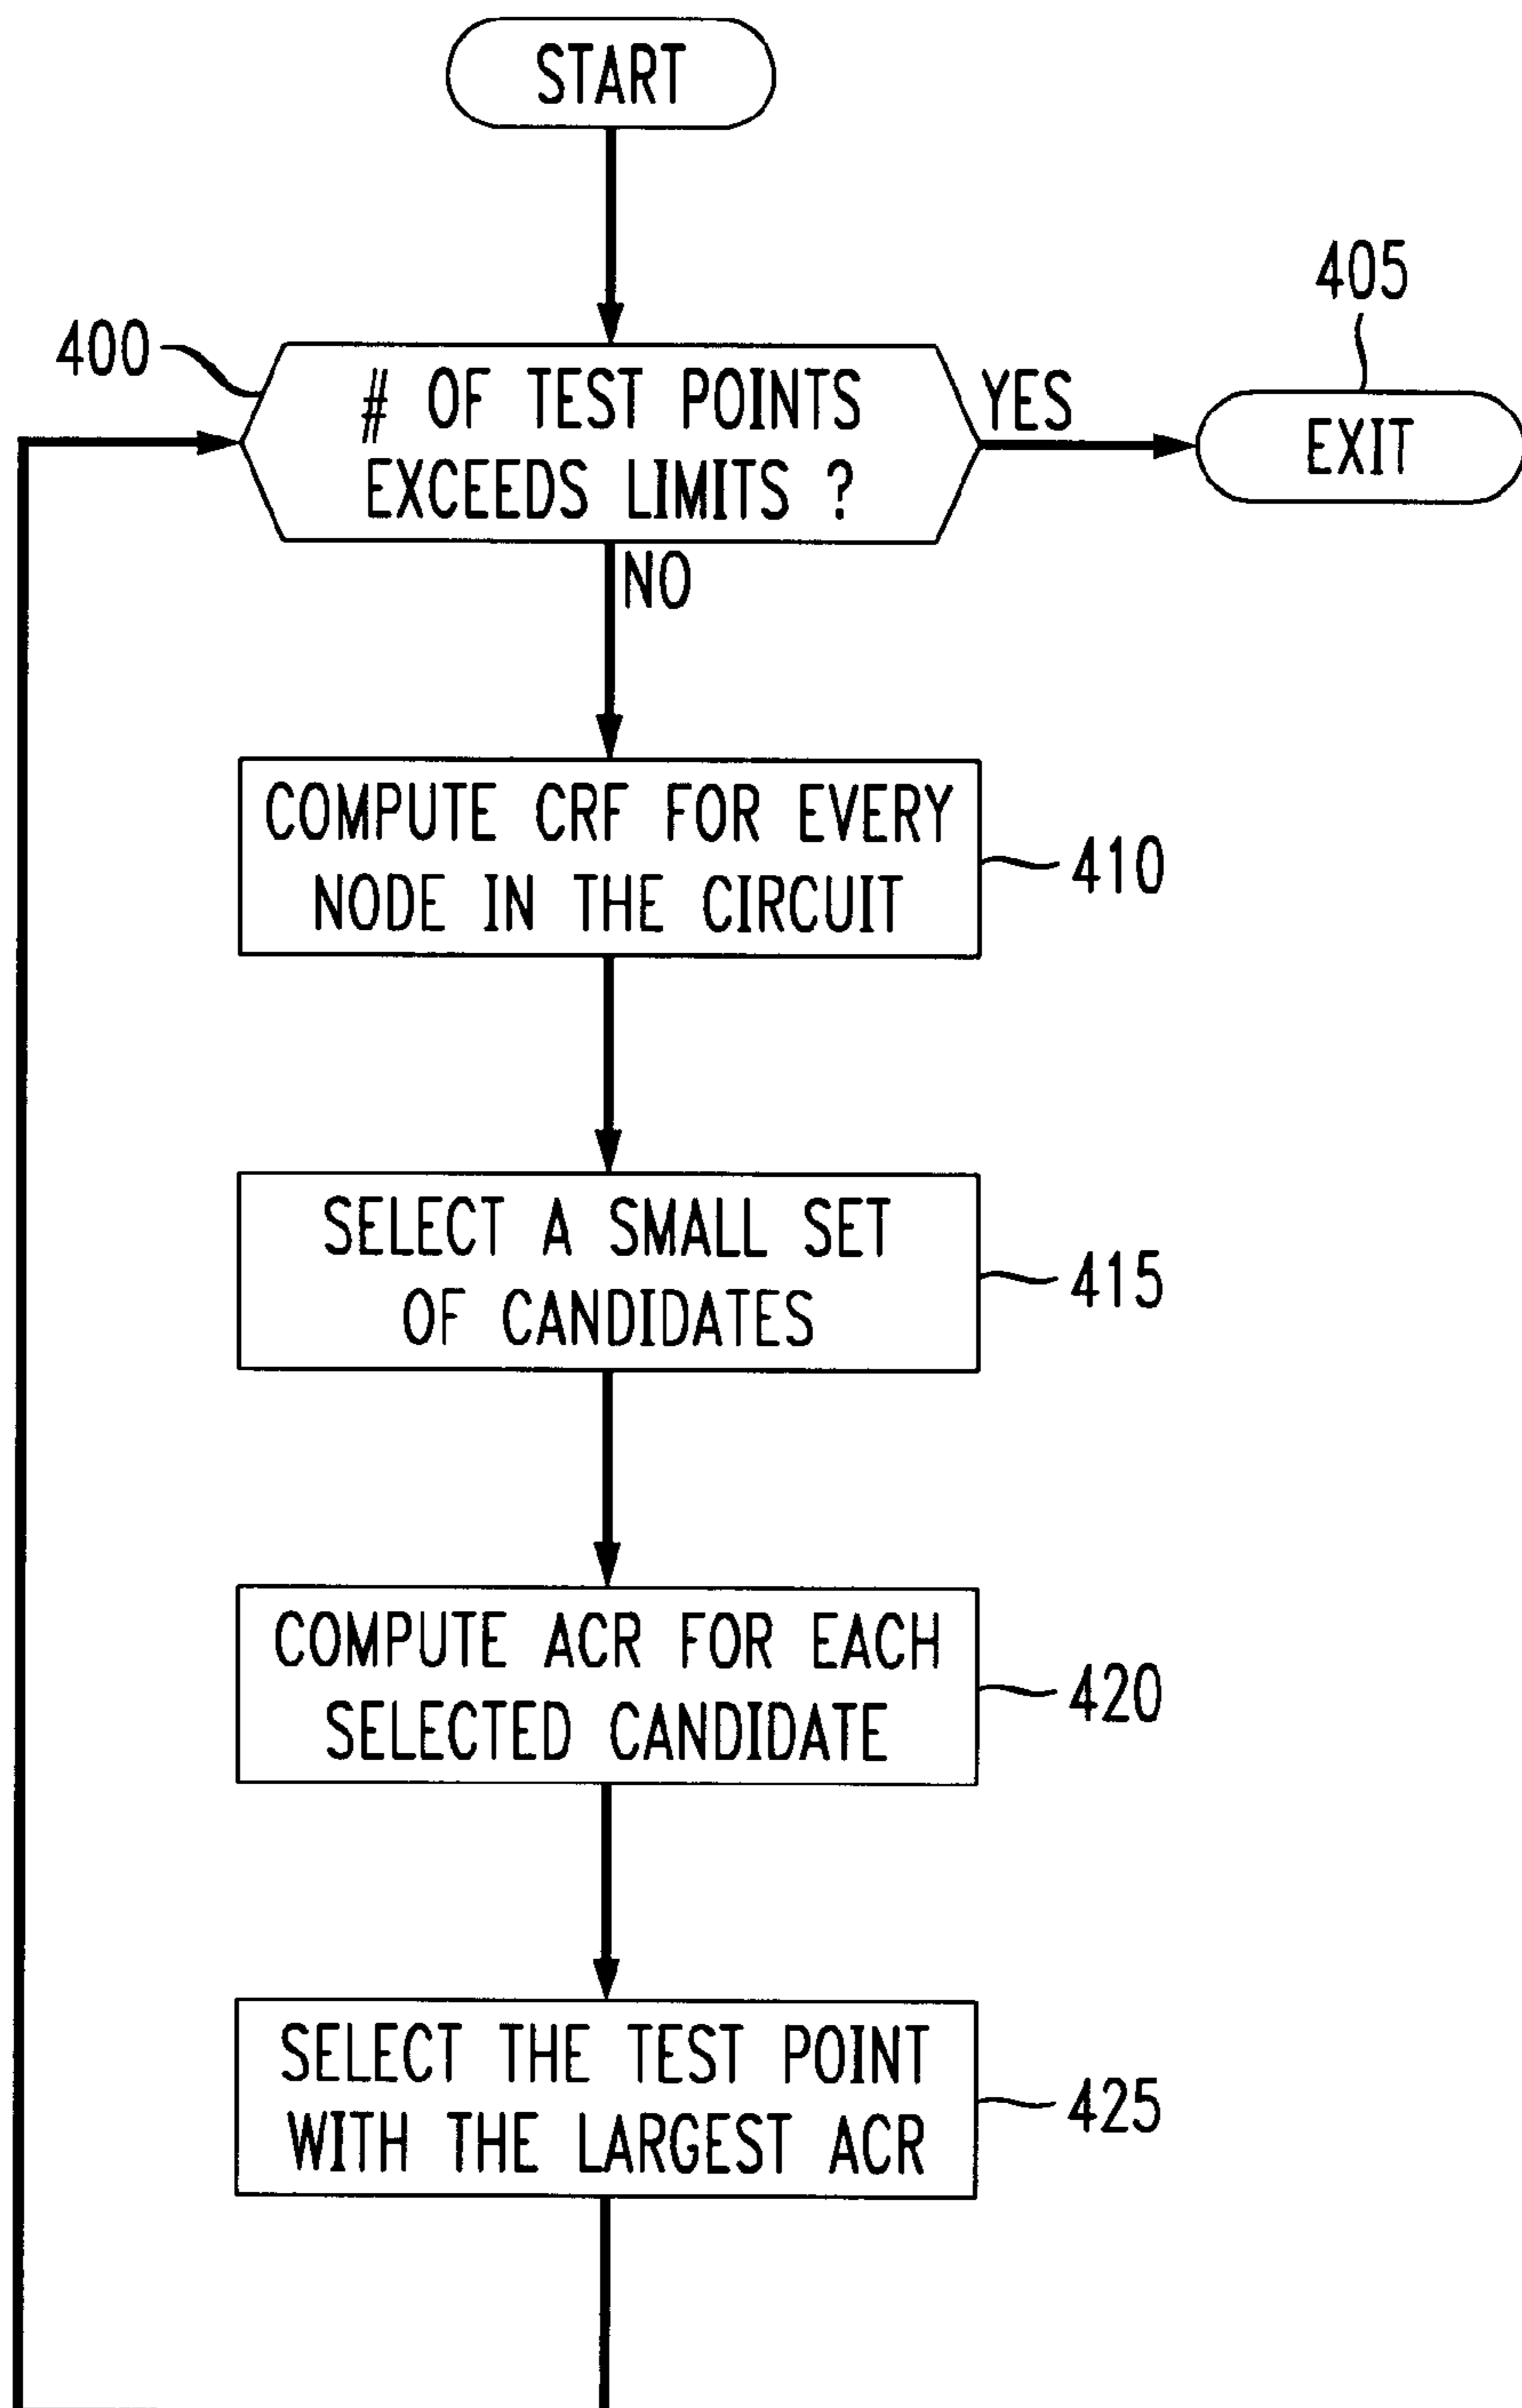 START
405
400
# OF TEST POINTS
EXCEEDS LIMITS ?
YES
EXIT
NO
COMPUTE CRF FOR EVERY
NODE IN THE CIRCUIT
410
SELECT A SMALL SET
OF CANDIDATES
415
COMPUTE ACR FOR EACH
SELECTED CANDIDATE
420
SELECT THE TEST POINT
WITH THE LARGEST ACR
425